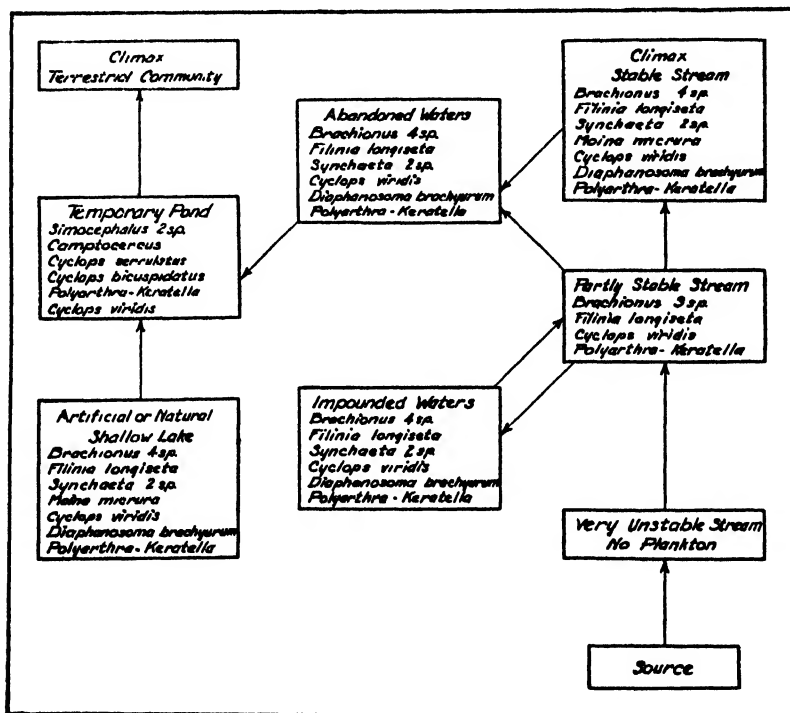 Climax
Terrestrial Community
Temporary Pond
Simocephalus 2 sp.
Camptocercus
Cyclops serrulatus
Cyclops bicuspidatus
Polyarthra-Keratella
Cyclops viridis
Artificial or Natural
Shallow Lake
Brachionus 4 sp.
Filinia longiseta
Synchaeta 2 sp.
Moina micrura
Cyclops viridis
Diaphanosoma brachyurum
Polyarthra-Keratella
Abandoned Waters
Brachionus 4 sp.
Filinia longiseta
Synchaeta 2 sp.
Cyclops viridis
Diaphanosoma brachyurum
Polyarthra-Keratella
Impounded Waters
Brachionus 4 sp.
Filinia longiseta
Synchaeta 2 sp.
Cyclops viridis
Diaphanosoma brachyurum
Polyarthra-Keratella
Climax
Stable Stream
Brachionus 4 sp.
Filinia longiseta
Synchaeta 2 sp.
Moina micrura
Cyclops viridis
Diaphanosoma brachyurum
Polyarthra-Keratella
Partly Stable Stream
Brachionus 3 sp.
Filinia longiseta
Cyclops viridis
Polyarthra-Keratella
Very Unstable Stream
No Plankton
Source